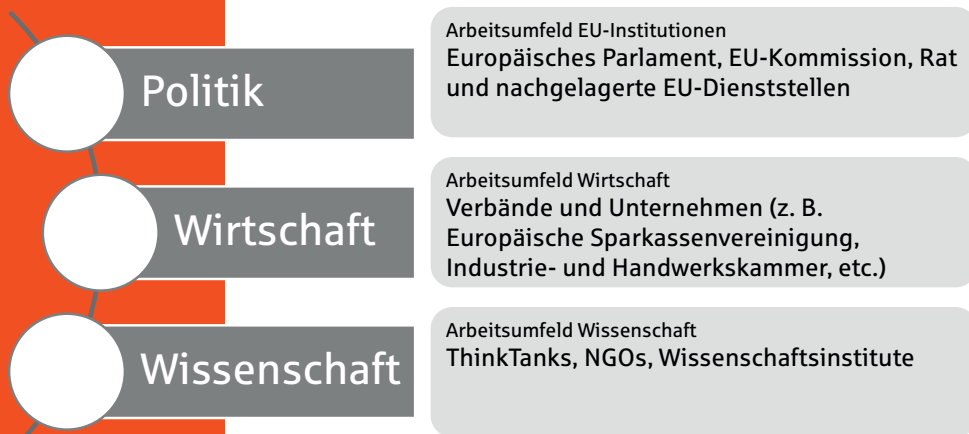 Politik
Arbeitsumfeld EU-Institutionen
Europäisches Parlament, EU-Kommission, Rat
und nachgelagerte EU-Dienststellen
Wirtschaft
Arbeitsumfeld Wirtschaft
Verbände und Unternehmen (z. B.
Europäische Sparkassenvereinigung,
Industrie- und Handwerkskammer, etc.)
Wissenschaft
Arbeitsumfeld Wissenschaft
ThinkTanks, NGOs, Wissenschaftsinstitute